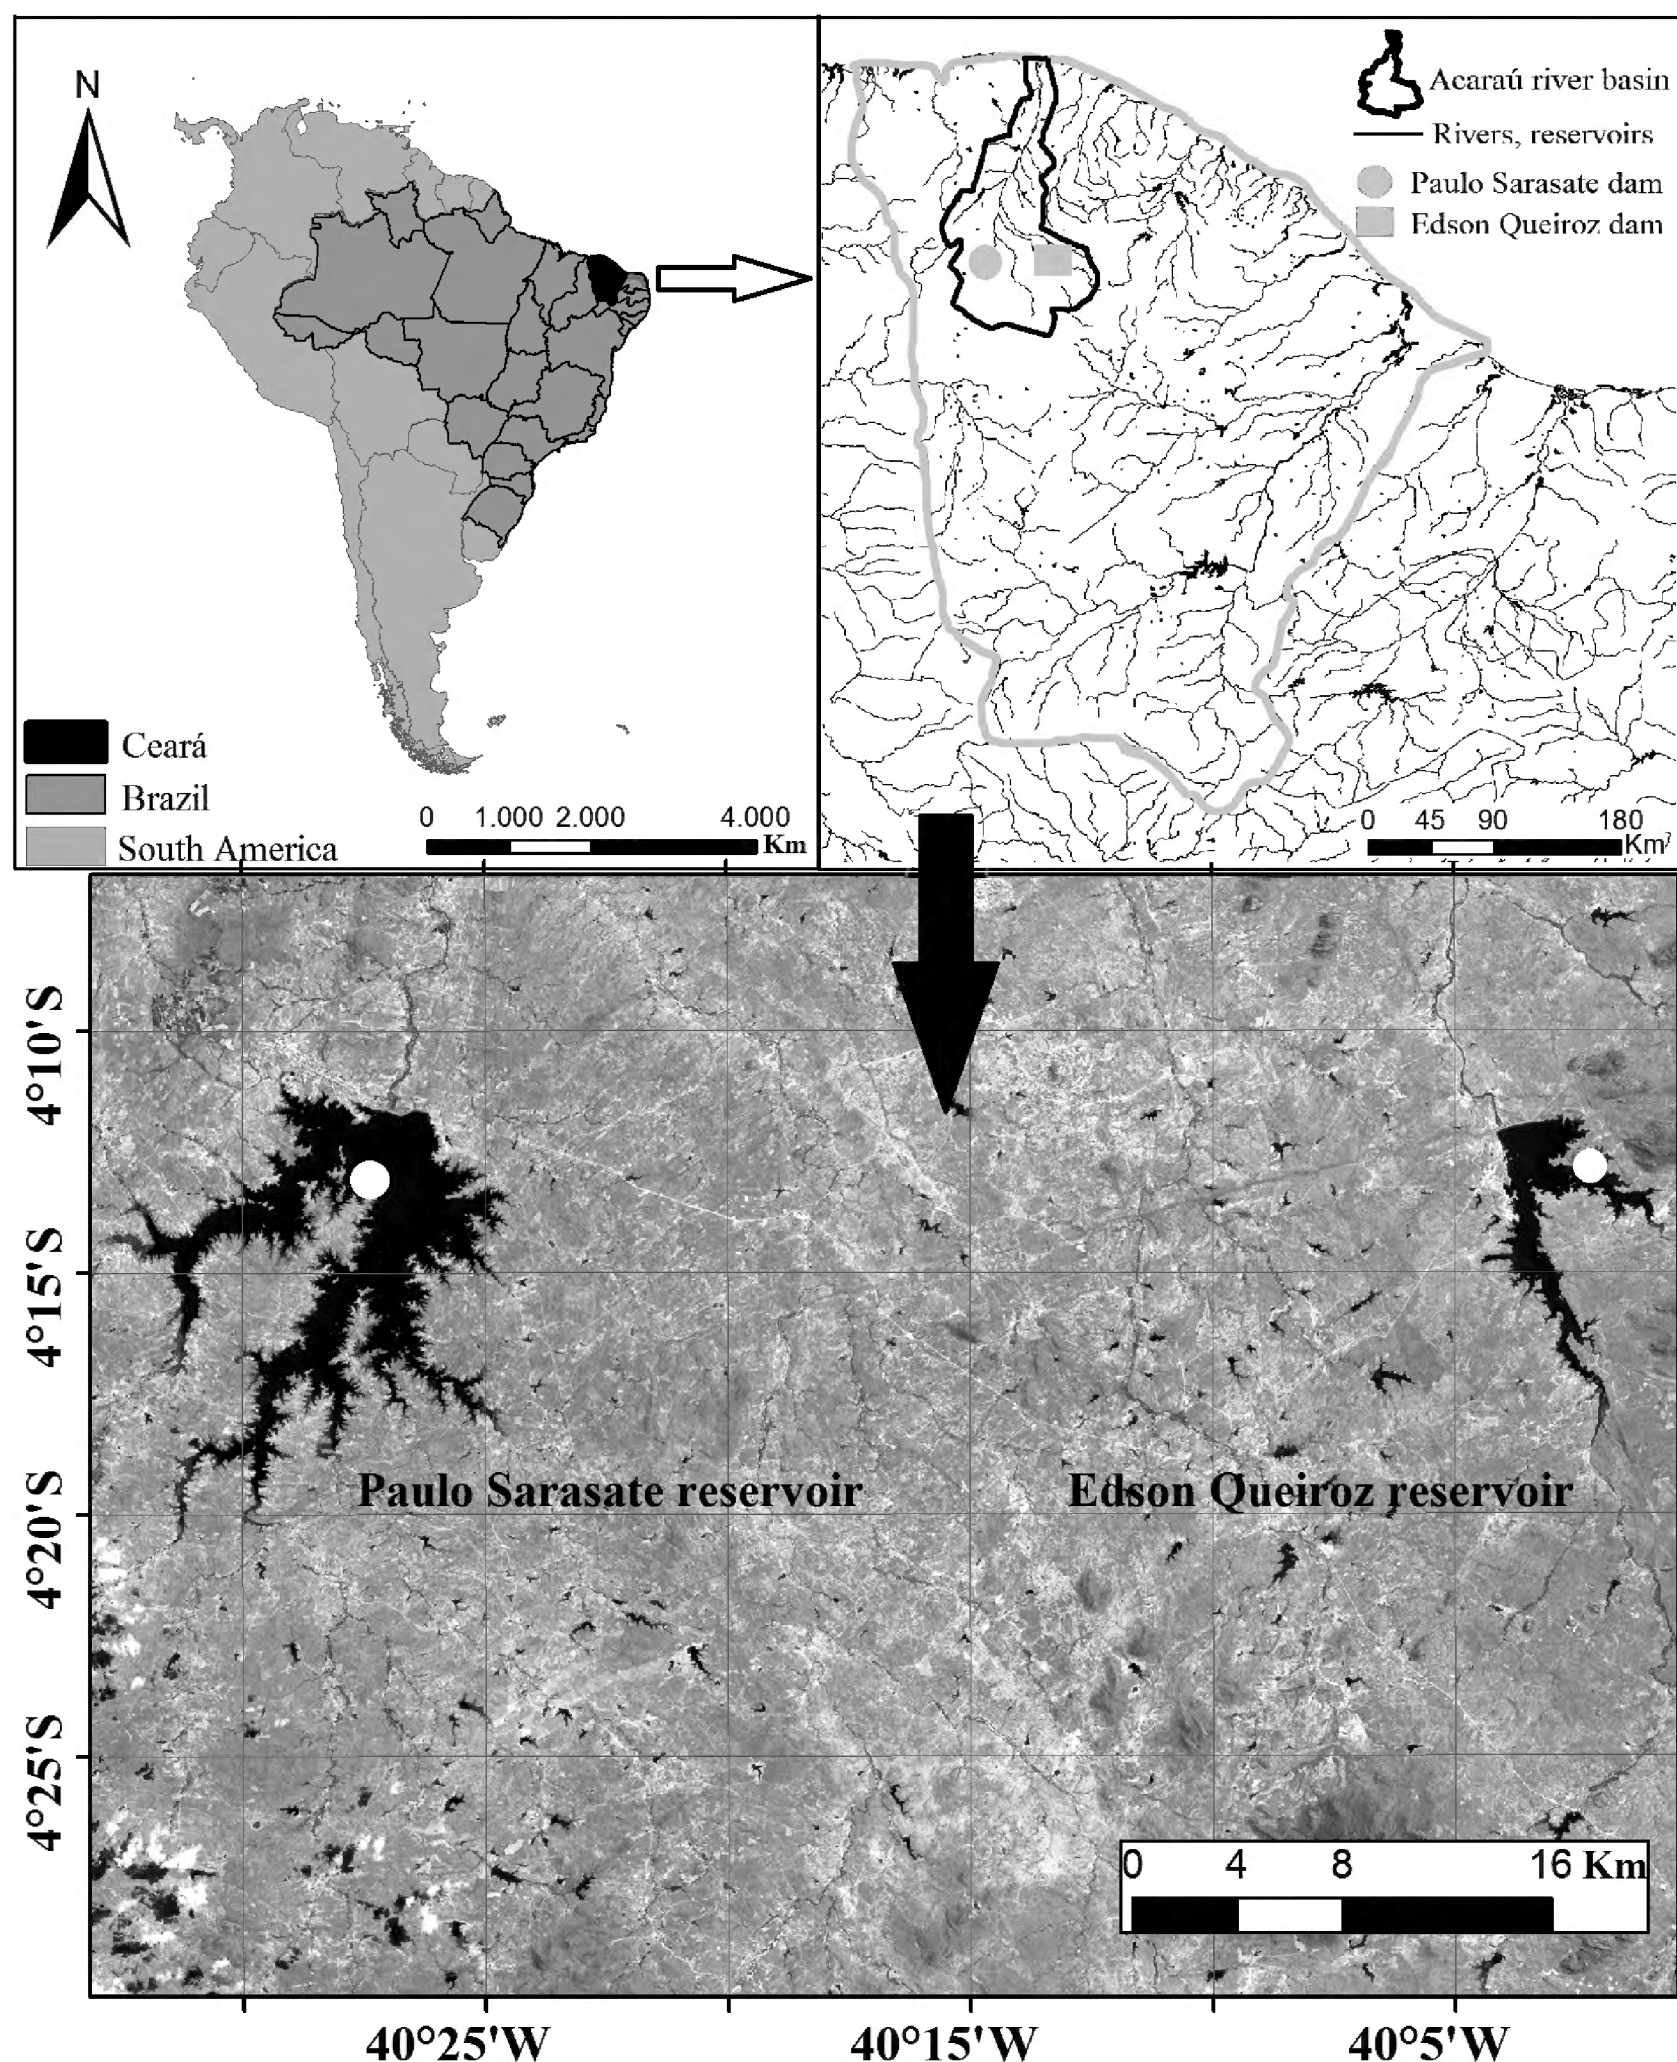 N
Ceará
Brazil
South America
0 1.000 2.000 4.000
Km
Acaraú river basin
Rivers, reservoirs
Paulo Sarasate dam
Edson Queiroz dam
0 45 90 180
Km
4°10'S
4°15'S
4°20'S
4°25'S
Paulo Sarasate reservoir
Edson Queiroz reservoir
0 4 8 16 Km
40°25'W
40°15'W
40°5'W